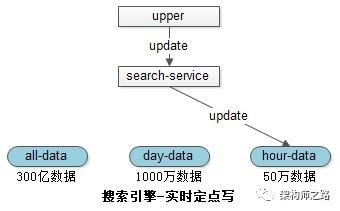 upper
update
search-service
update
all-data day-data hour-data
300亿数据 1000万数据 50万数据
搜索引擎-实时定点写
架构师之路